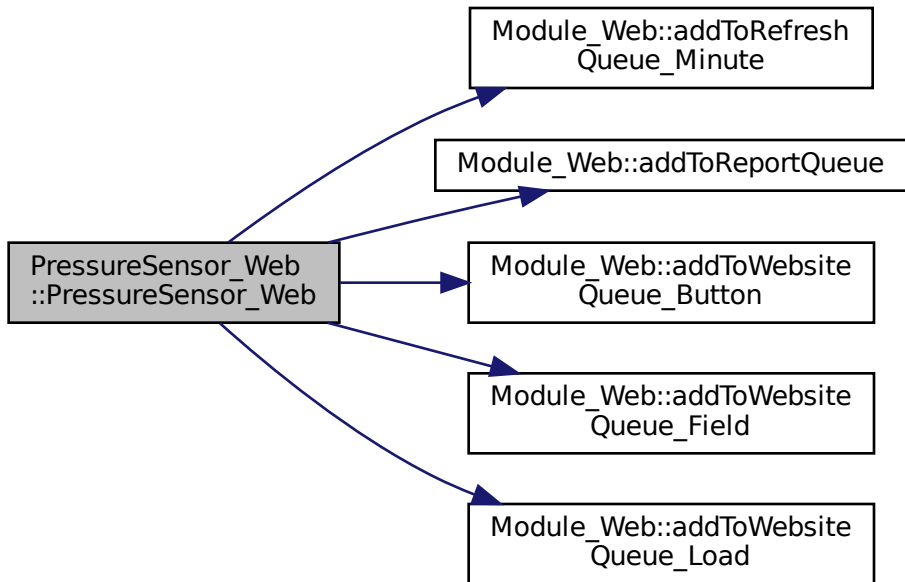 Module_Web::addToRefresh
Queue_Minute
Module_Web::addToReportQueue
PressureSensor_Web
::PressureSensor_Web
Module_Web::addToWebsite
Queue_Button
Module_Web::addToWebsite
Queue_Field
Module_Web::addToWebsite
Queue_Load